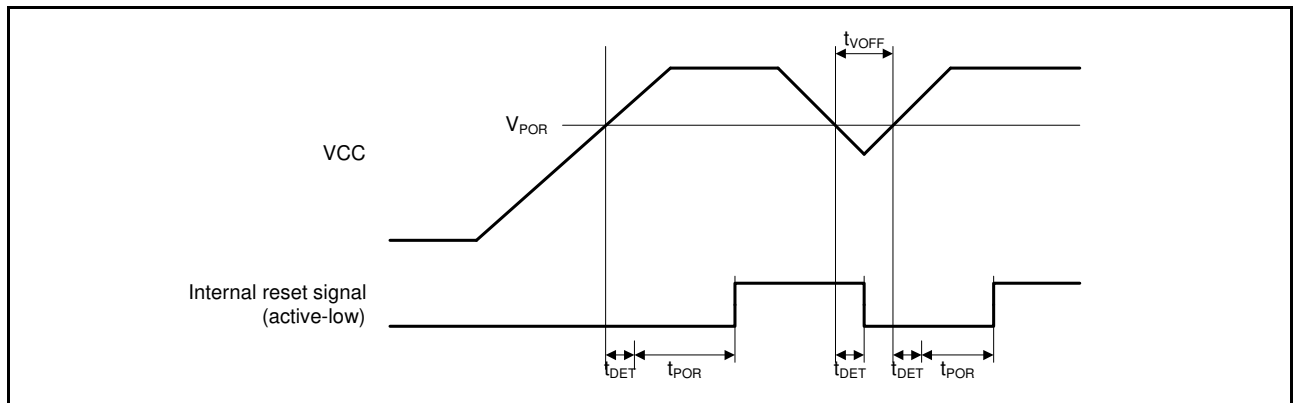 tVOFF
VPOR
VCC
Internal reset signal
(active-low)
tDET tPOR tDET tDET tPOR